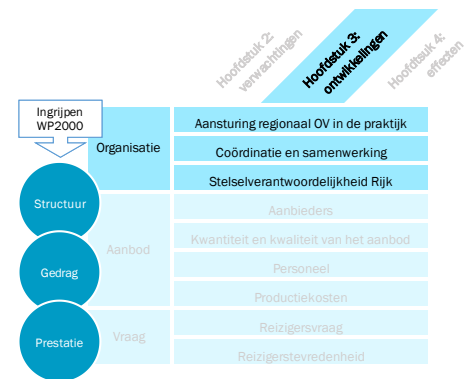 Hoofdstuk 2:
verwachtingen
Hoofdstuk 3:
ontwikkelingen
Hoofdtsuk 4:
effecten
Ingrijpen
WP2000
Organisatie
Aansturing regionaal OV in de praktijk
Coördinatie en samenwerking
Stelselverantwoordelijkheid Rijk
Structuur
Aanbod
Aanbieders
Kwantiteit en kwaliteit van het aanbod
Gedrag
Personeel
Productiekosten
Prestatie
Vraag
Reizigersvraag
Reizigerstevredenheid